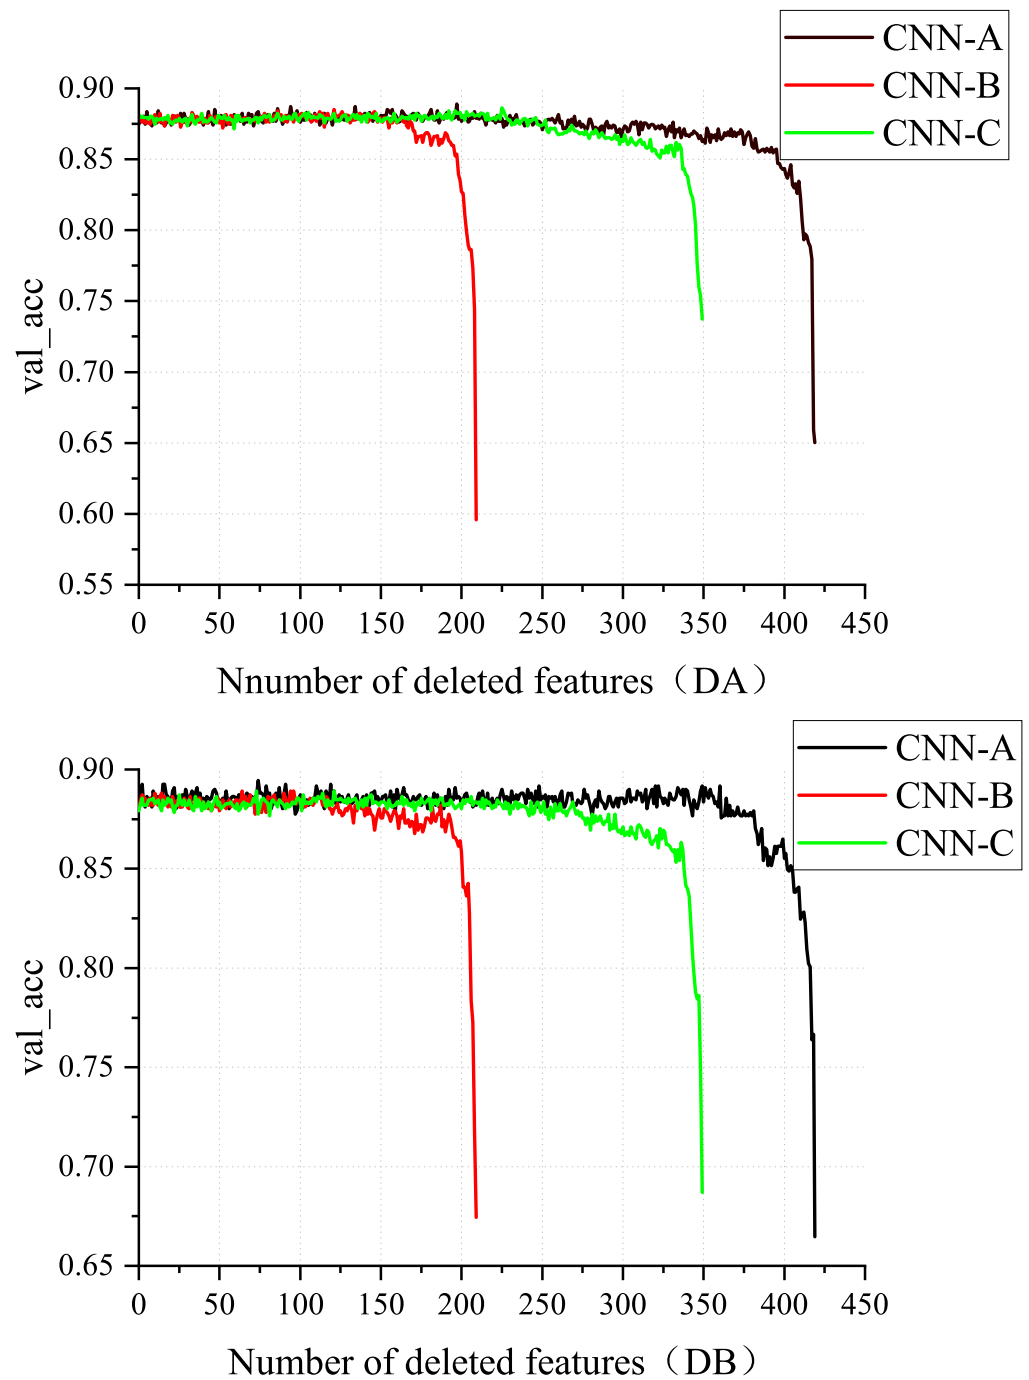 CNN-A
CNN-B
CNN-C
0.90
0.85
0.80
0.75
0.70
0.65
0.60
0.55
val_acc
0 50 100 150 200 250 300 350 400 450
Nnumber of deleted features（DA）
CNN-A
CNN-B
CNN-C
0.90
0.85
0.80
0.75
0.70
0.65
val_acc
0 50 100 150 200 250 300 350 400 450
Number of deleted features（DB）